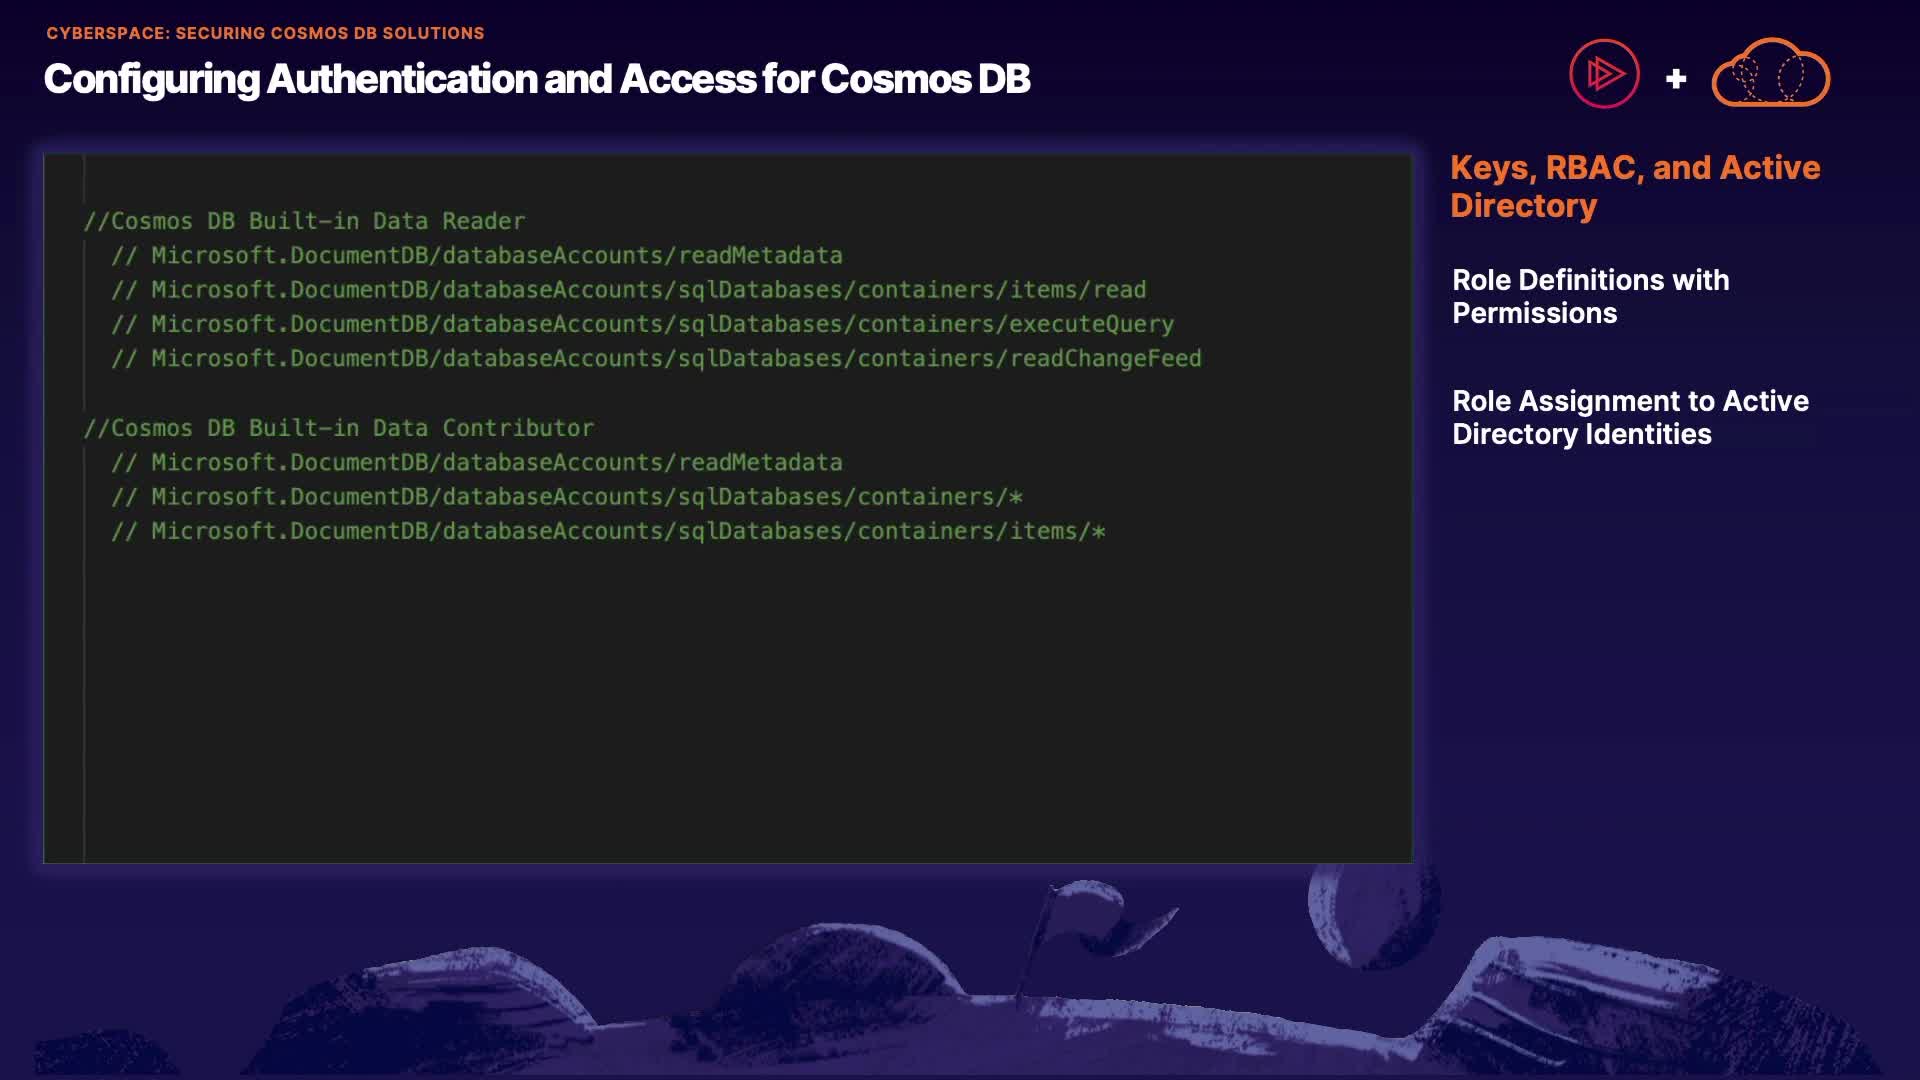 CYBERSPACE: SECURING COSMOS DB SOLUTIONS
Configuring Authentication and Access for Cosmos DB
+
//Cosmos DB Built-in Data Reader
// Microsoft.DocumentDB/databaseAccounts/readMetadata
// Microsoft.DocumentDB/databaseAccounts/sqlDatabases/containers/items/read
// Microsoft.DocumentDB/databaseAccounts/sqlDatabases/containers/executeQuery
// Microsoft.DocumentDB/databaseAccounts/sqlDatabases/containers/readChangeFeed
//Cosmos DB Built-in Data Contributor
// Microsoft.DocumentDB/databaseAccounts/readMetadata
// Microsoft.DocumentDB/databaseAccounts/sqlDatabases/containers/*
// Microsoft.DocumentDB/databaseAccounts/sqlDatabases/containers/items/*
Keys, RBAC, and Active
Directory
Role Definitions with
Permissions
Role Assignment to Active
Directory Identities